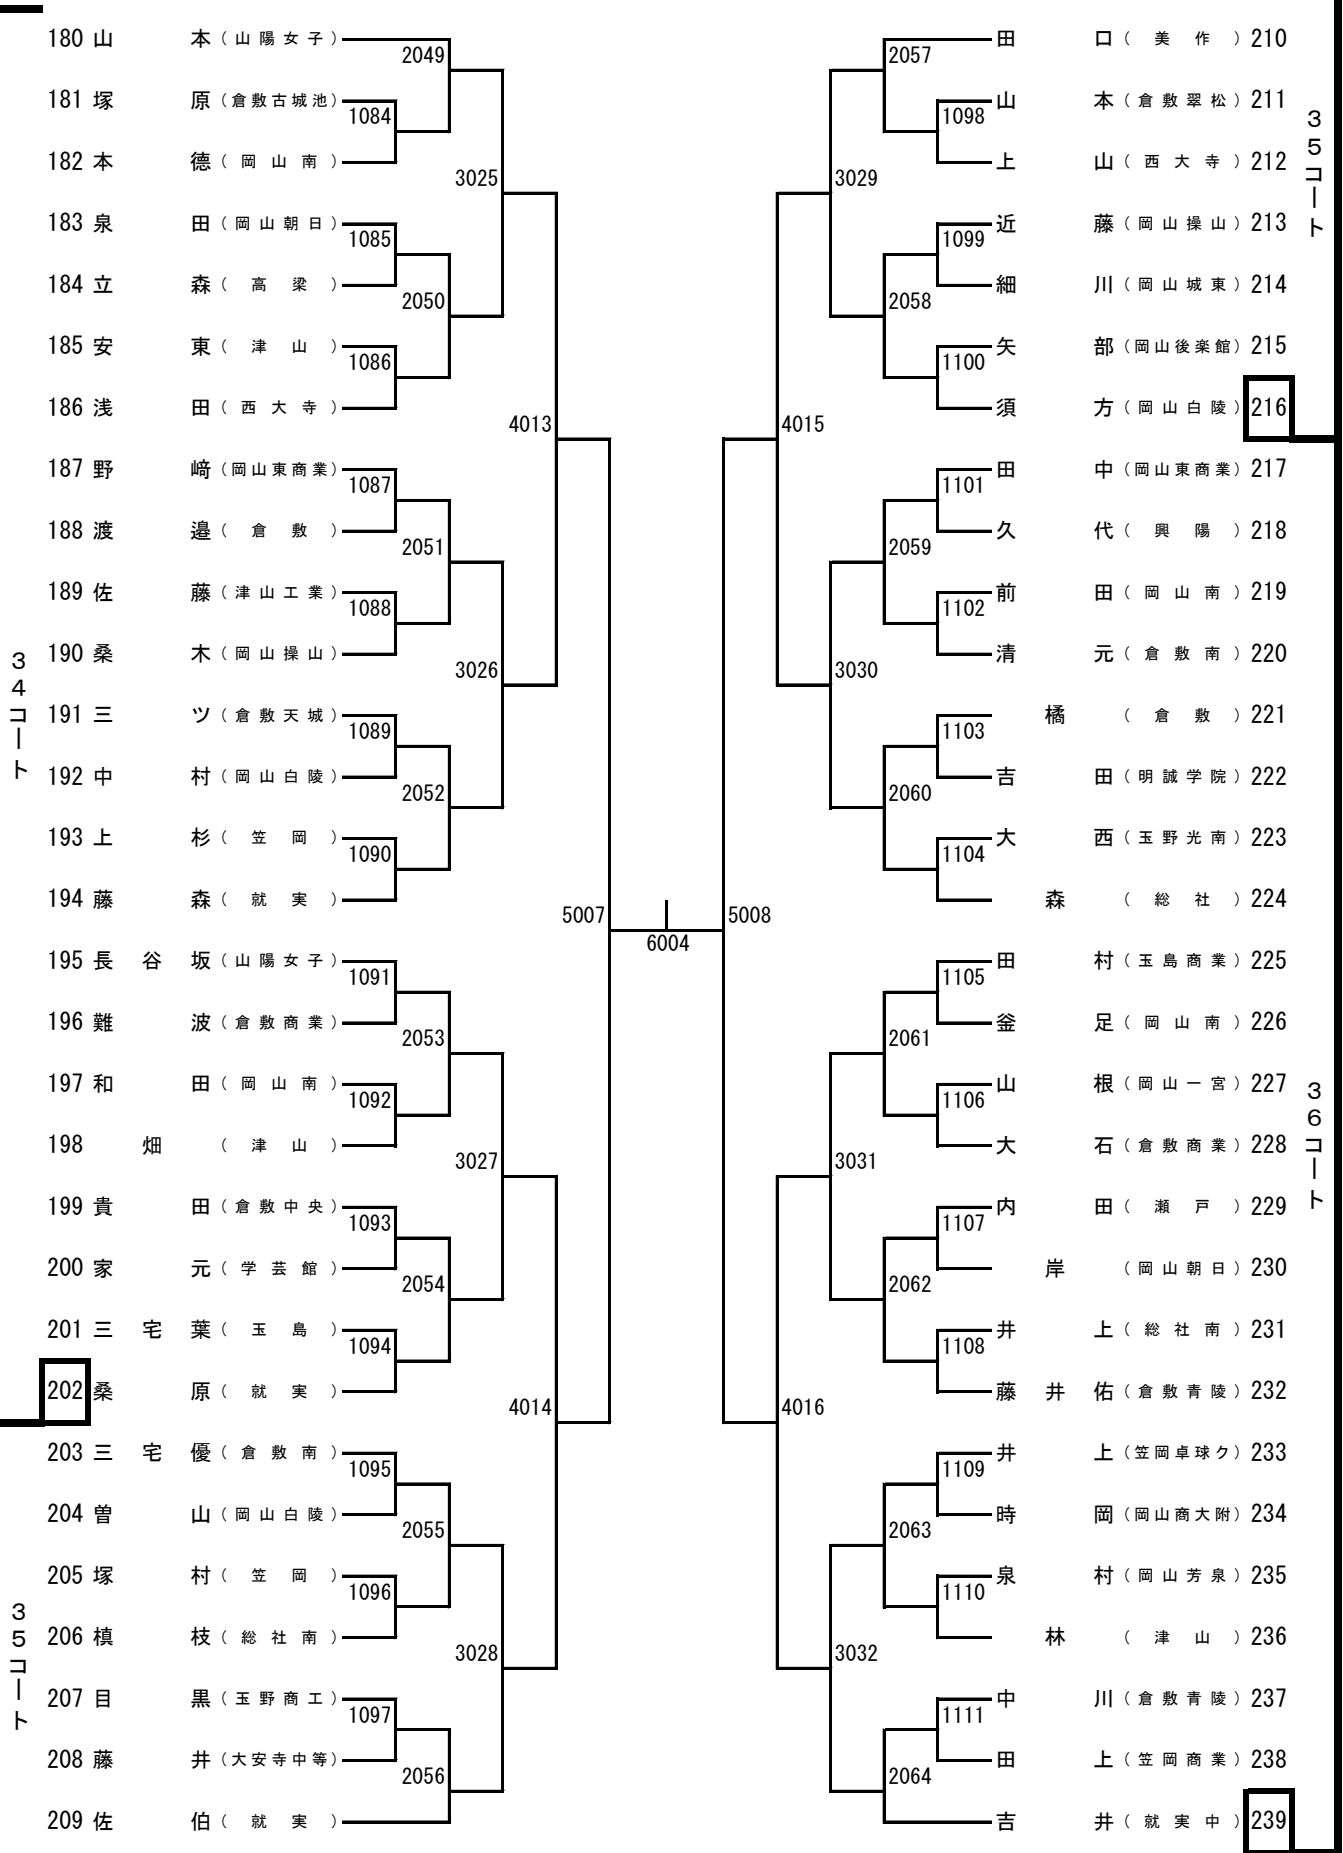 180 山本（山陽女子）
181 塚原（倉敷古城池）
182 本德（岡山南）
183 泉田（岡山朝日）
184 立森（高梁）
185 安東（津山）
186 浅田（西大寺）
187 野﨑（岡山東商業）
188 渡邉（倉敷）
189 佐藤（津山工業）
190 桑木（岡山操山）
191 三ツ（倉敷天城）
192 中村（岡山白陵）
193 上杉（笠岡）
194 藤森（就実）
195 長谷坂（山陽女子）
196 難波（倉敷商業）
197 和田（岡山南）
198 畑（津山）
199 貴田（倉敷中央）
200 家元（学芸館）
201 三宅葉（玉島）
202 桑原（就実）
203 三宅優（倉敷南）
204 曽山（岡山白陵）
205 塚村（笠岡）
206 槙枝（総社南）
207 目黒（玉野商工）
208 藤井（大安寺中等）
209 佐伯（就実）
34コート
35コート
1084
1085
1086
1087
1088
1089
1090
1091
1092
1093
1094
1095
1096
1097
2049
2050
2051
2052
2053
2054
2055
2056
3025
3026
3027
3028
4013
4014
5007
6004
5008
4015
4016
3029
3030
3031
3032
2057
2058
2059
2060
2061
2062
2063
2064
1098
1099
1100
1101
1102
1103
1104
1105
1106
1107
1108
1109
1110
1111
田口（美作）210
山本（倉敷翠松）211
上山（西大寺）212
近藤（岡山操山）213
細川（岡山城東）214
矢部（岡山後楽館）215
須方（岡山白陵）216
田中（岡山東商業）217
久代（興陽）218
前田（岡山南）219
清元（倉敷南）220
橘（倉敷）221
吉田（明誠学院）222
大西（玉野光南）223
森（総社）224
田村（玉島商業）225
釜足（岡山南）226
山根（岡山一宮）227
大石（倉敷商業）228
内田（瀬戸）229
岸（岡山朝日）230
井上（総社南）231
藤井佑（倉敷青陵）232
井上（笠岡卓球ク）233
時岡（岡山商大附）234
泉村（岡山芳泉）235
林（津山）236
中川（倉敷青陵）237
田上（笠岡商業）238
吉井（就実中）239
35コート
36コート